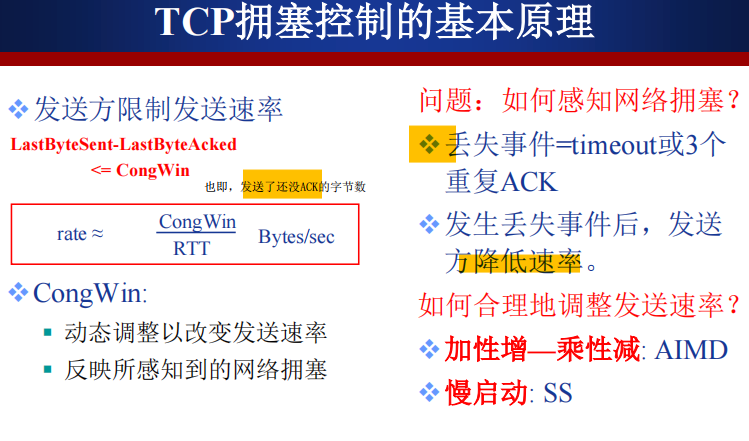 TCP拥塞控制的基本原理
发送方限制发送速率
LastByteSent-LastByteAcked
<= CongWin
也即，发送了还没ACK的字节数
rate ≈ CongWin
RTT
Bytes/sec
CongWin:
动态调整以改变发送速率
反映所感知到的网络拥塞
问题：如何感知网络拥塞？
丢失事件=timeout或3个
重复ACK
发生丢失事件后，发送
方降低速率。
如何合理地调整发送速率？
加性增—乘性减: AIMD
慢启动: SS